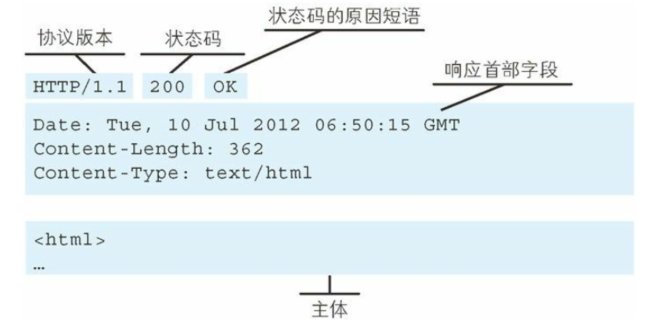 状态码的原因短语
协议版本
状态码
HTTP/1.1 200 OK
响应首部字段
Date: Tue, 10 Jul 2012 06:50:15 GMT
Content-Length: 362
Content-Type: text/html
<html>
…
主体